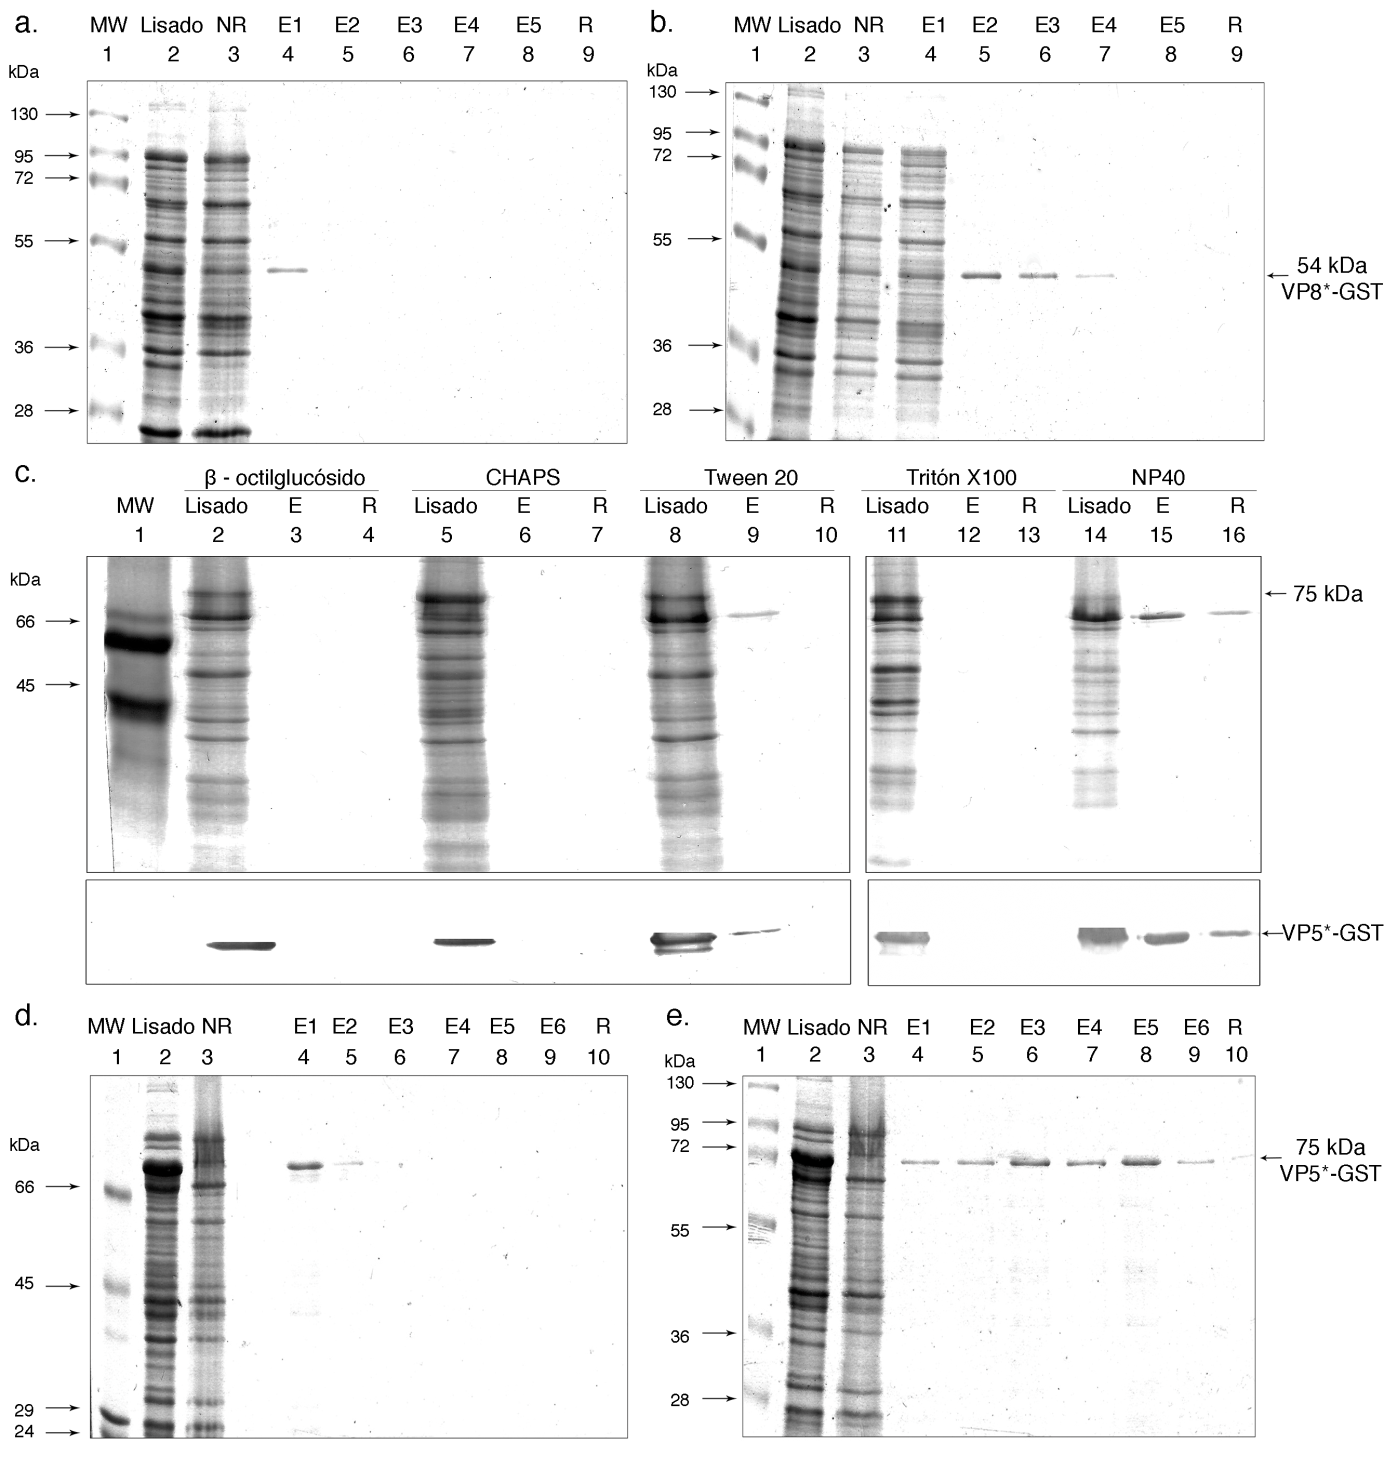 a.
MW Lisado NR E1 E2 E3 E4 E5 R
1 2 3 4 5 6 7 8 9
kDa
130
95
72
55
36
28
b.
MW Lisado NR E1 E2 E3 E4 E5 R
1 2 3 4 5 6 7 8 9
kDa
130
95
72
55
36
28
54 kDa
VP8*-GST
c.
β - octilglucósido CHAPS Tween 20 Tritón X100 NP40
MW Lisado E R Lisado E R Lisado E R Lisado E R Lisado E R
1 2 3 4 5 6 7 8 9 10 11 12 13 14 15 16
kDa
66
45
75 kDa
VP5*-GST
d.
MW Lisado NR E1 E2 E3 E4 E5 E6 R
1 2 3 4 5 6 7 8 9 10
kDa
66
45
29
24
e.
MW Lisado NR E1 E2 E3 E4 E5 E6 R
1 2 3 4 5 6 7 8 9 10
kDa
130
95
72
55
36
28
75 kDa
VP5*-GST